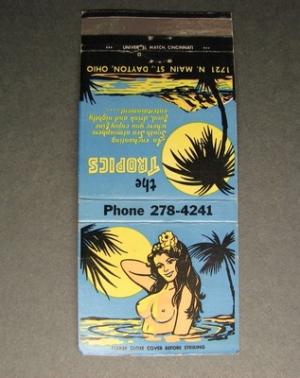 UNIVERSAL MATCH, CINCINNATI
1721 N. MAIN ST., DAYTON, OHIO
the
TROPICS
An enchanting
South Sea atmosphere
where you enjoy fine
food, drink and nightly
entertainment....
Phone 278-4241
PLEASE CLOSE COVER BEFORE STRIKING